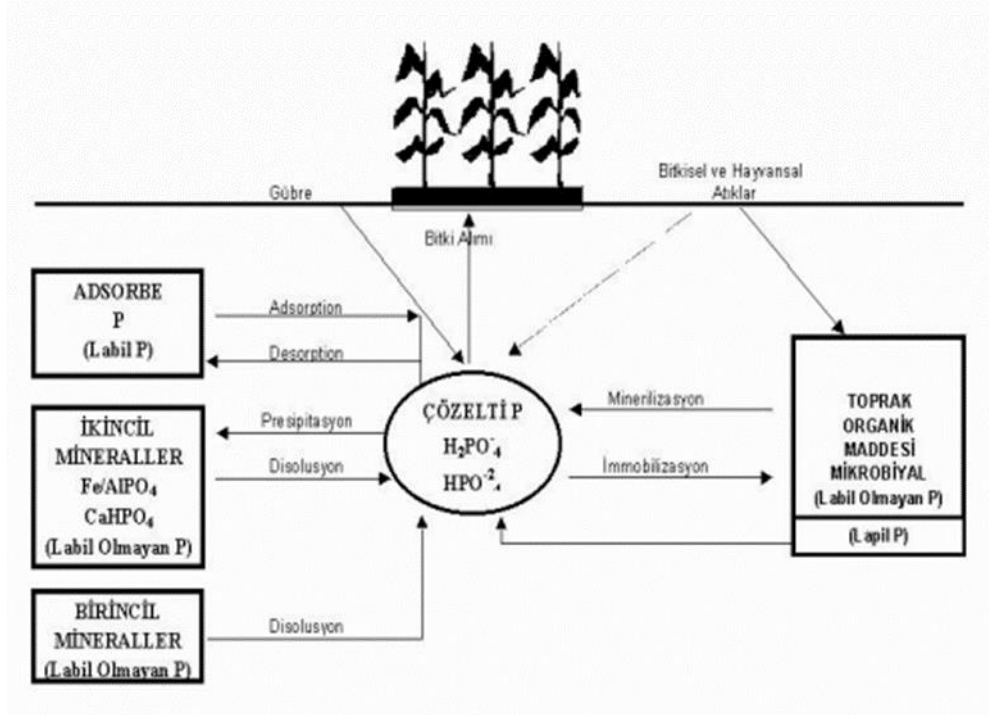 Bitkisel ve Hayvansal
Atıklar
Gübre
Bitki Alımı
ADSORBE
P
(Labil P)
Adsorption
Desorption
İKİNCİL
MİNERALLER
Fe/AlPO₄
CaHPO₄
(Labil Olmayan P)
Presipitasyon
Disolusyon
BİRİNCİL
MİNERALLER
(Labil Olmayan P)
Disolusyon
ÇÖZELTİ P
H₂PO⁻₄
HPO⁻²₄
Minerilizasyon
İmmobilizasyon
TOPRAK
ORGANİK
MADDESİ
MİKROBİYAL
(Labil Olmayan P)
(Lapil P)